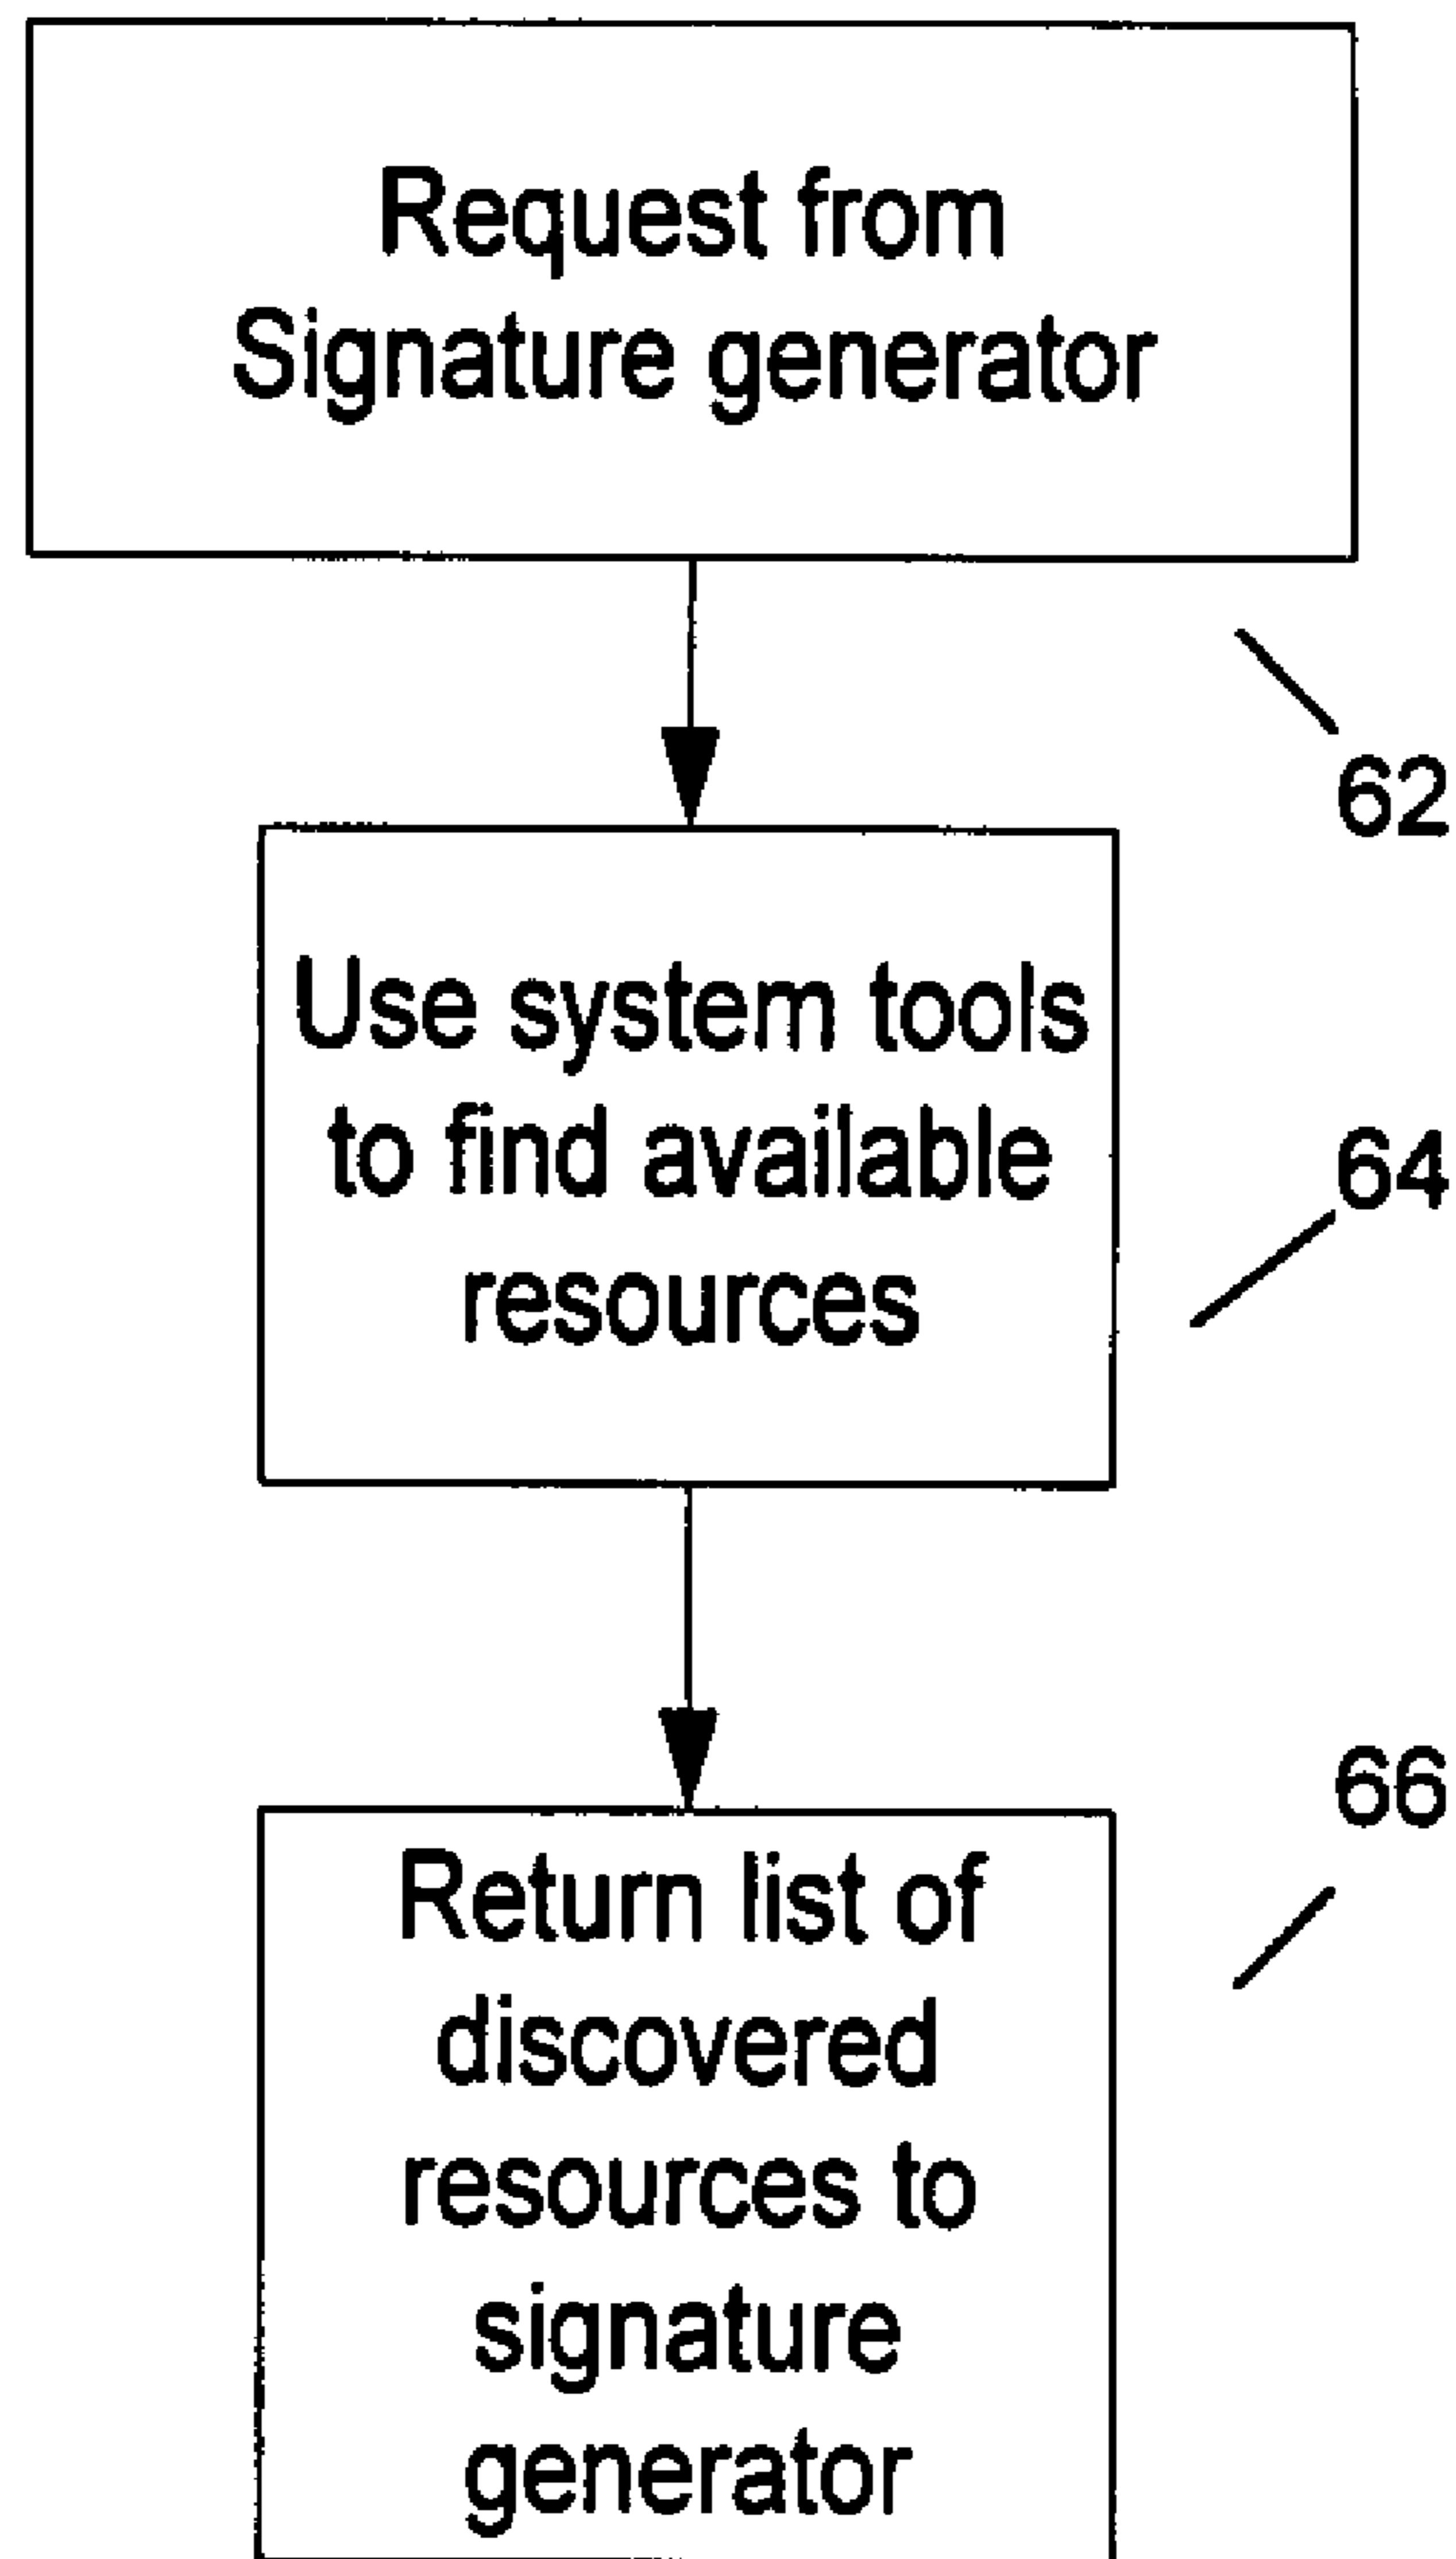 Request from
Signature generator
62
Use system tools
to find available
resources
64
66
Return list of
discovered
resources to
signature
generator